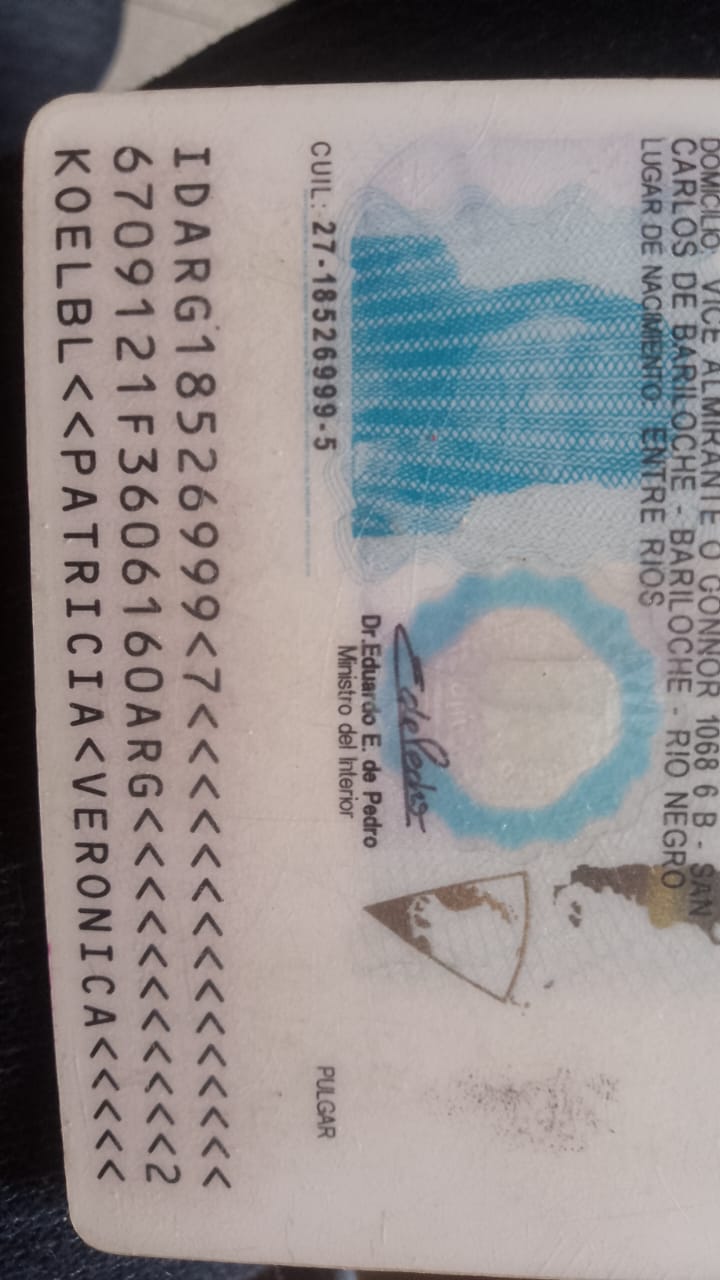 DOMICILIO: VICE ALMIRANTE O CONNOR 1068 6 B - SAN
CARLOS DE BARILOCHE - BARILOCHE - RIO NEGRO
LUGAR DE NACIMIENTO: ENTRE RIOS
Dr. Eduardo E. de Pedro
Ministro del Interior
CUIL: 27-18526999-5
PULGAR
IDARG18526999<7<<<<<<<<<<<<<<<
6709121F3606160ARG<<<<<<<<<<<2
KOELBL<<PATRICIA<VERONICA<<<<<